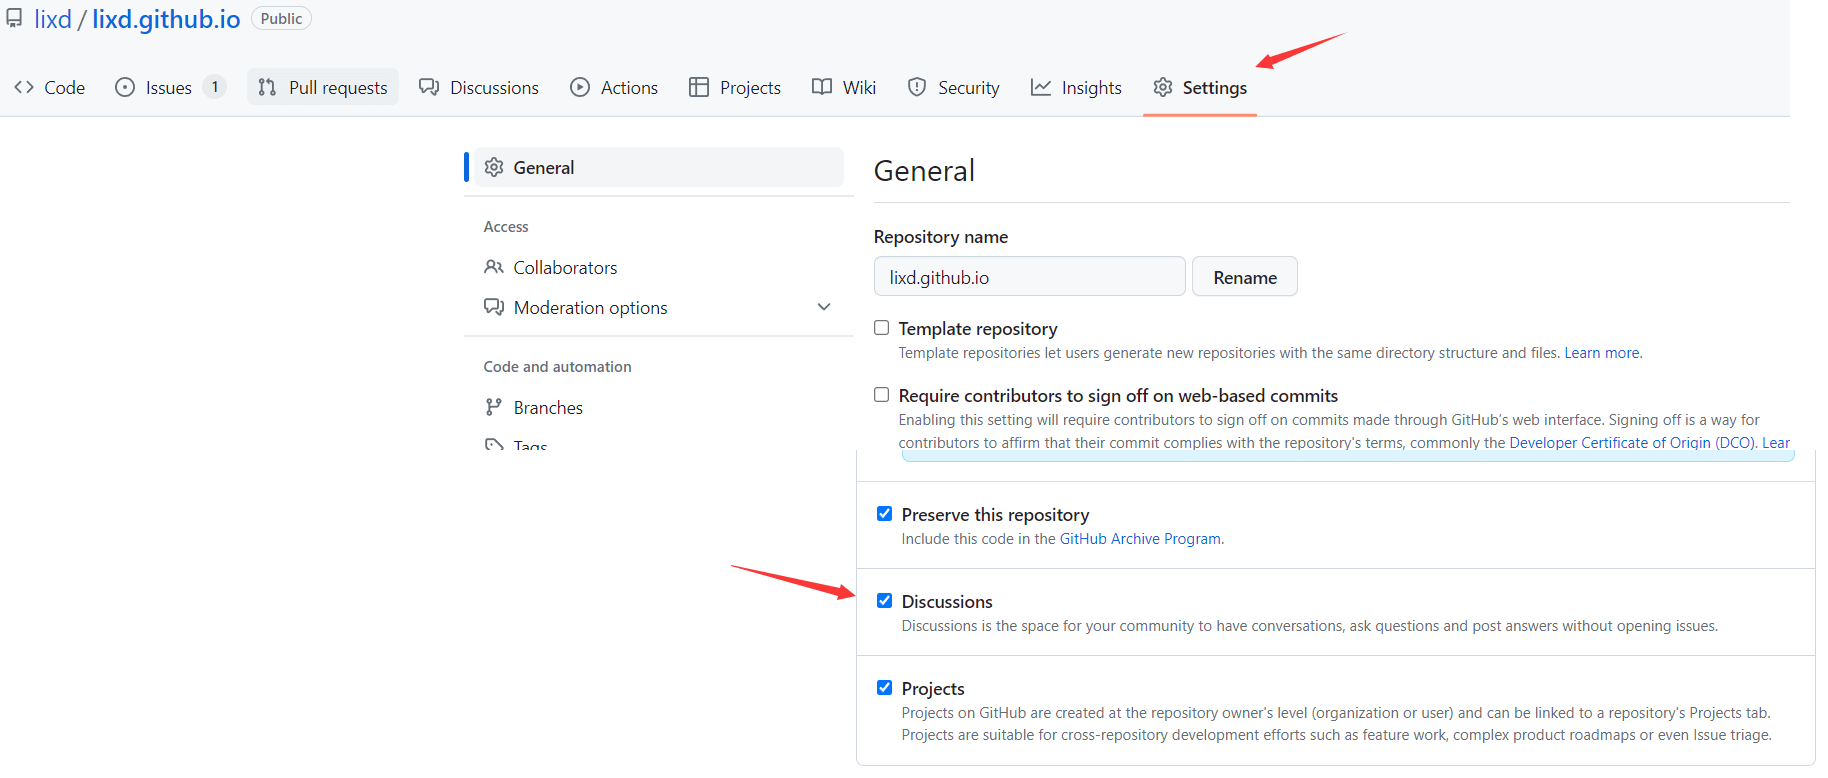 lixd / lixd.github.io Public
Code Issues 1 Pull requests Discussions Actions Projects Wiki Security Insights Settings
General
Access
Collaborators
Moderation options
Code and automation
Branches
Tags
General
Repository name
lixd.github.io Rename
Template repository
Template repositories let users generate new repositories with the same directory structure and files. Learn more.
Require contributors to sign off on web-based commits
Enabling this setting will require contributors to sign off on commits made through GitHub's web interface. Signing off is a way for
contributors to affirm that their commit complies with the repository's terms, commonly the Developer Certificate of Origin (DCO). Lear
Preserve this repository
Include this code in the GitHub Archive Program.
Discussions
Discussions is the space for your community to have conversations, ask questions and post answers without opening issues.
Projects
Projects on GitHub are created at the repository owner's level (organization or user) and can be linked to a repository's Projects tab.
Projects are suitable for cross-repository development efforts such as feature work, complex product roadmaps or even Issue triage.